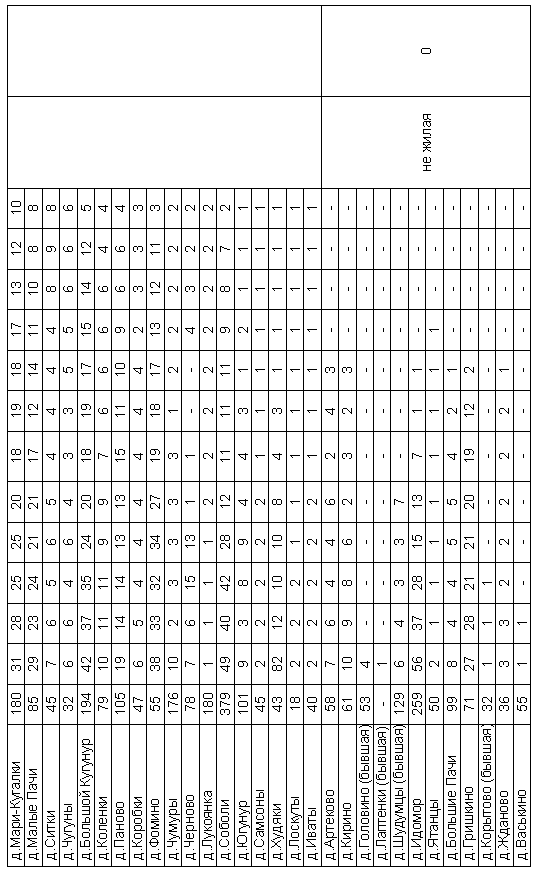 д.Мари-Кугалки 180 31 28 25 25 20 18 19 18 17 13 12 10
д.Малые Пачи 85 29 23 24 21 21 17 12 14 11 10 8 8
д.Ситки 45 7 6 5 6 5 4 4 4 4 8 9 8
д.Чугуны 32 6 6 4 6 4 3 3 5 5 6 6 6
д.Большой Кугунур 194 42 37 35 24 20 18 19 17 15 14 12 5
д.Коленки 79 10 11 11 9 9 7 6 6 6 6 4 4
д.Паново 105 19 14 14 13 13 15 11 10 9 6 6 4
д.Коробки 47 6 5 4 4 4 4 4 4 2 3 3 3
д.Фомино 55 38 33 32 34 27 19 18 17 13 12 11 3
д.Чумуры 176 10 2 3 3 3 3 1 2 2 2 2 2
д.Черново 78 7 6 15 13 1 - - - 4 3 2 2
д.Лукоянка 180 1 1 1 1 2 2 2 2 2 2 2 2
д.Соболи 379 49 40 42 28 12 11 11 11 9 8 7 2
д.Югунур 101 9 3 8 9 4 4 3 1 2 1 1 1
д.Самсоны 45 2 2 2 2 2 1 1 1 1 1 1 1
д.Худяки 43 82 12 10 10 8 4 3 1 1 1 1 1
д.Лоскуты 18 2 2 2 1 1 1 1 1 1 1 1 1
д.Иваты 40 2 2 2 2 2 1 1 1 1 1 1 1
д.Артеково 58 7 6 4 4 6 2 4 3 - - - -
д.Кирино 61 10 9 8 6 2 3 2 3 - - - -
д.Головино (бывшая) 53 4 - - - - - - - - - - -
д.Лаптенки (бывшая) - 1 - - - - - - - - - - -
д.Шудумцы (бывшая) 129 6 4 3 3 7 - - - - - - -
д.Идомор 259 56 37 28 15 13 7 1 1 - - - -
д.Ятанцы 50 2 1 1 1 1 1 1 1 1 - - -
д.Большие Пачи 99 8 4 4 5 5 4 2 1 - - - -
д.Гришкино 71 27 28 21 21 20 19 12 2 - - - -
д.Корытово (бывшая) 32 1 1 1 - - - - - - - - -
д.Жданово 36 3 3 2 2 2 2 2 1 - - - -
д.Васькино 55 1 1 - - - - - - - - - -
не жилая 0